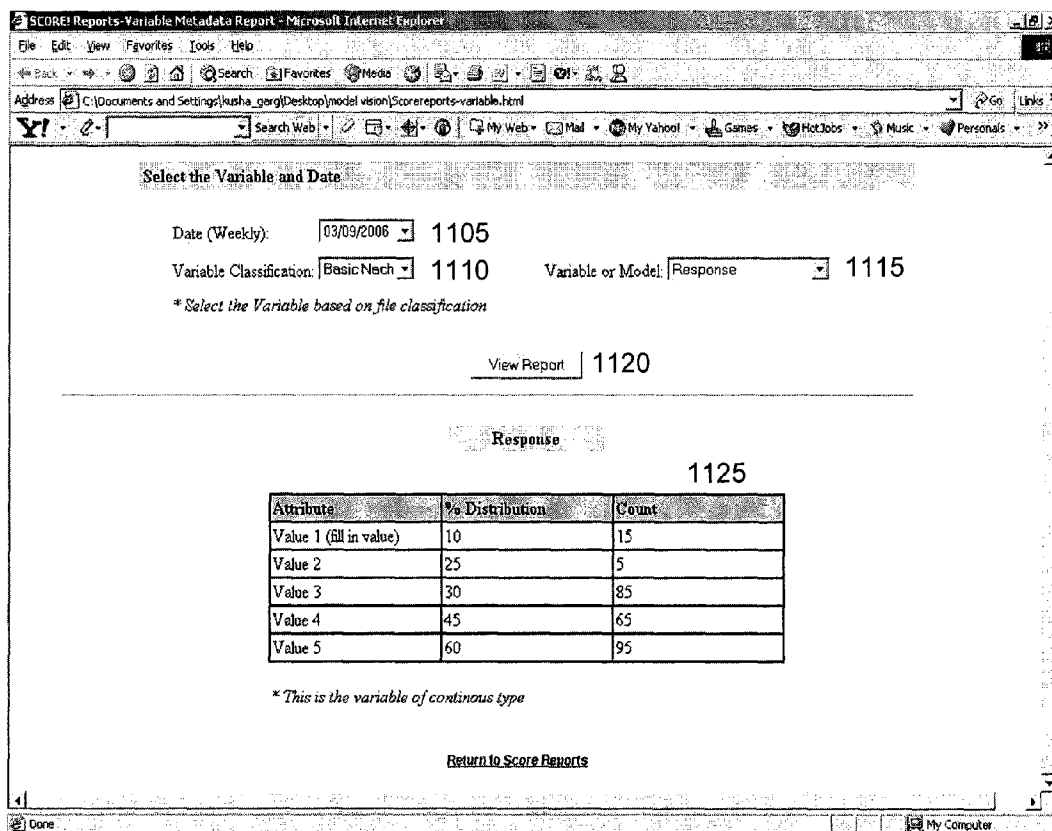 SCORE! Reports-Variable Metadata Report - Microsoft Internet Explorer
File Edit View Favorites Tools Help
Back Search Favorites Media
Address C:\Documents and Settings\kusha_garg\Desktop\model vision\Scorereports-variable.html Go Links
Y! Search Web My Web Mail My Yahoo! Games HotJobs Music Personals >>
Select the Variable and Date
Date (Weekly): 03/09/2006 1105
Variable Classification: Basic Nach 1110 Variable or Model: Response 1115
* Select the Variable based on file classification
View Report 1120
Response
1125
Attribute % Distribution Count
Value 1 (fill in value) 10 15
Value 2 25 5
Value 3 30 85
Value 4 45 65
Value 5 60 95
* This is the variable of continous type
Return to Score Reports
Done My Computer